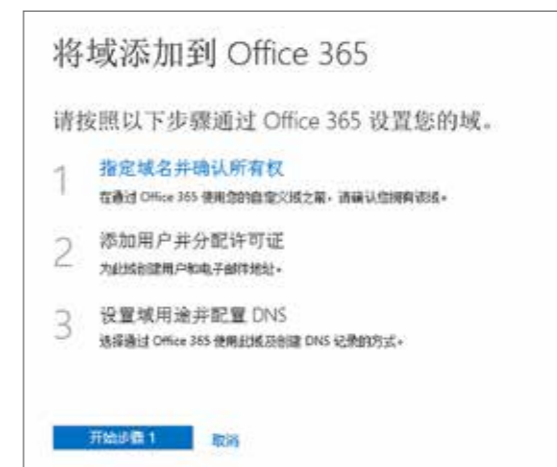 将域添加到 Office 365
请按照以下步骤通过 Office 365 设置您的域。
1
指定域名并确认所有权
在通过 Office 365 使用您的自定义域之前，请确认您拥有该域。
2
添加用户并分配许可证
为此域创建用户和电子邮件地址。
3
设置域用途并配置 DNS
选择通过 Office 365 使用此域及创建 DNS 记录的方式。
开始步骤 1
取消